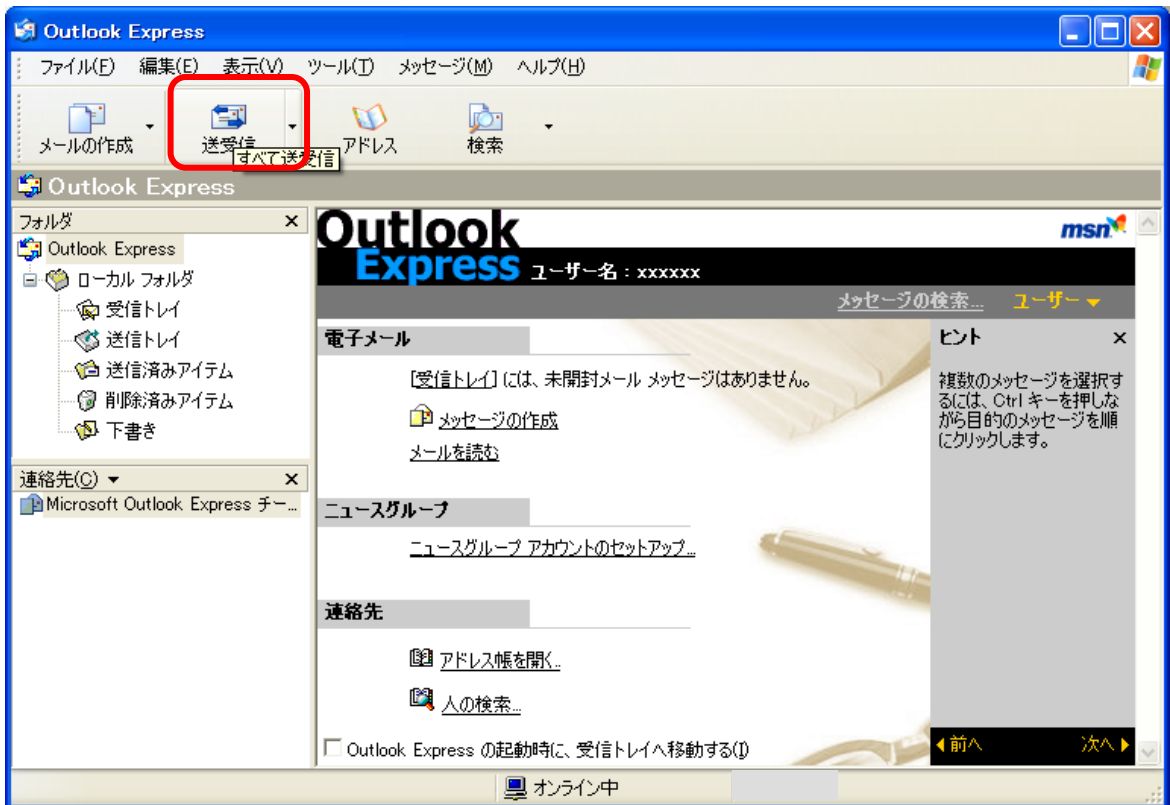 Outlook Express
ファイル(F) 編集(E) 表示(V) ツール(T) メッセージ(M) ヘルプ(H)
メールの作成 送受信 アドレス 検索
すべて送受信
Outlook Express
フォルダ
Outlook Express
ローカル フォルダ
受信トレイ
送信トレイ
送信済みアイテム
削除済みアイテム
下書き
連絡先(C)
Microsoft Outlook Express チー...
Outlook
Express ユーザー名 : xxxxxx
msn
メッセージの検索... ユーザー
電子メール
[受信トレイ] には、未開封メール メッセージはありません。
メッセージの作成
メールを読む
ニュースグループ
ニュースグループ アカウントのセットアップ...
連絡先
アドレス帳を開く...
人の検索...
Outlook Express の起動時に、受信トレイへ移動する(I)
ヒント
複数のメッセージを選択す
るには、Ctrl キーを押しな
がら目的のメッセージを順
にクリックします。
前へ 次へ
オンライン中